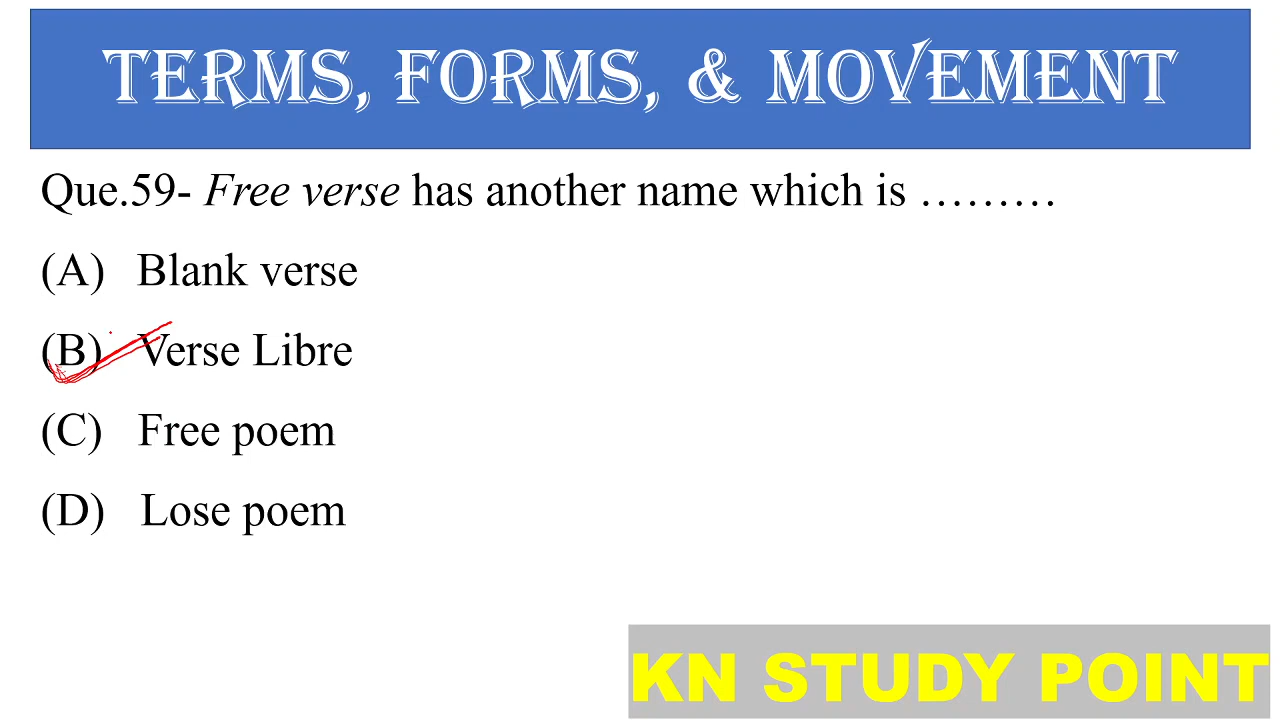 TERMS, FORMS, & MOVEMENT
Que.59- Free verse has another name which is ………
(A) Blank verse
(B) Verse Libre
(C) Free poem
(D) Lose poem
KN STUDY POINT